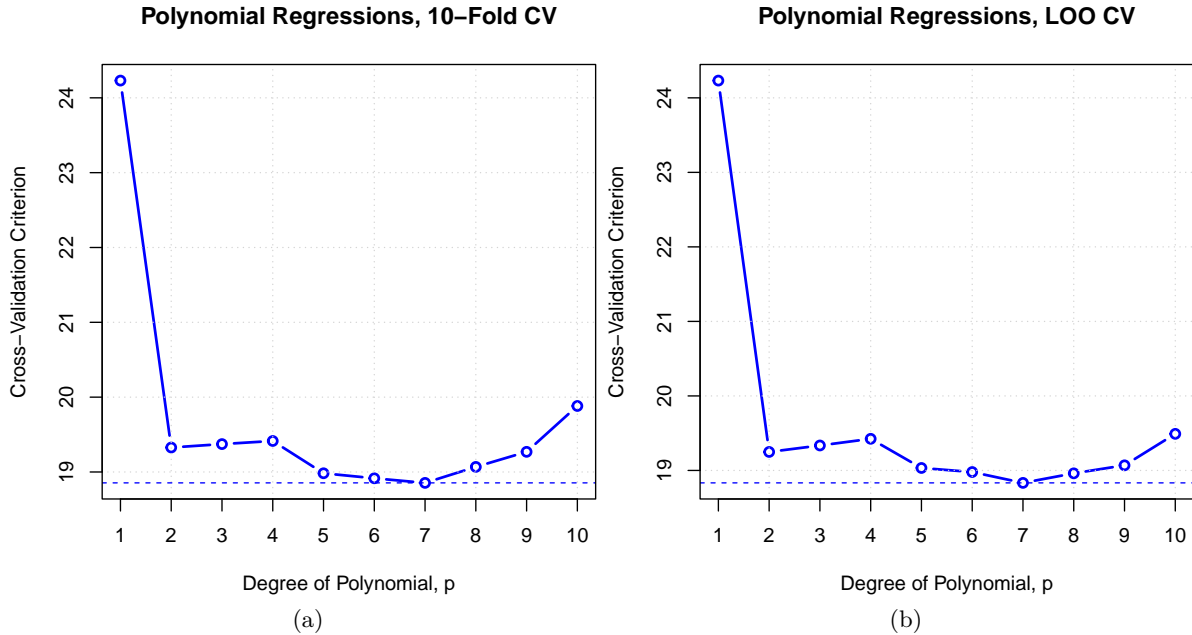 Polynomial Regressions, 10−Fold CV
Cross−Validation Criterion
24
23
22
21
20
19
1 2 3 4 5 6 7 8 9 10
Degree of Polynomial, p
(a)
Polynomial Regressions, LOO CV
Cross−Validation Criterion
24
23
22
21
20
19
1 2 3 4 5 6 7 8 9 10
Degree of Polynomial, p
(b)